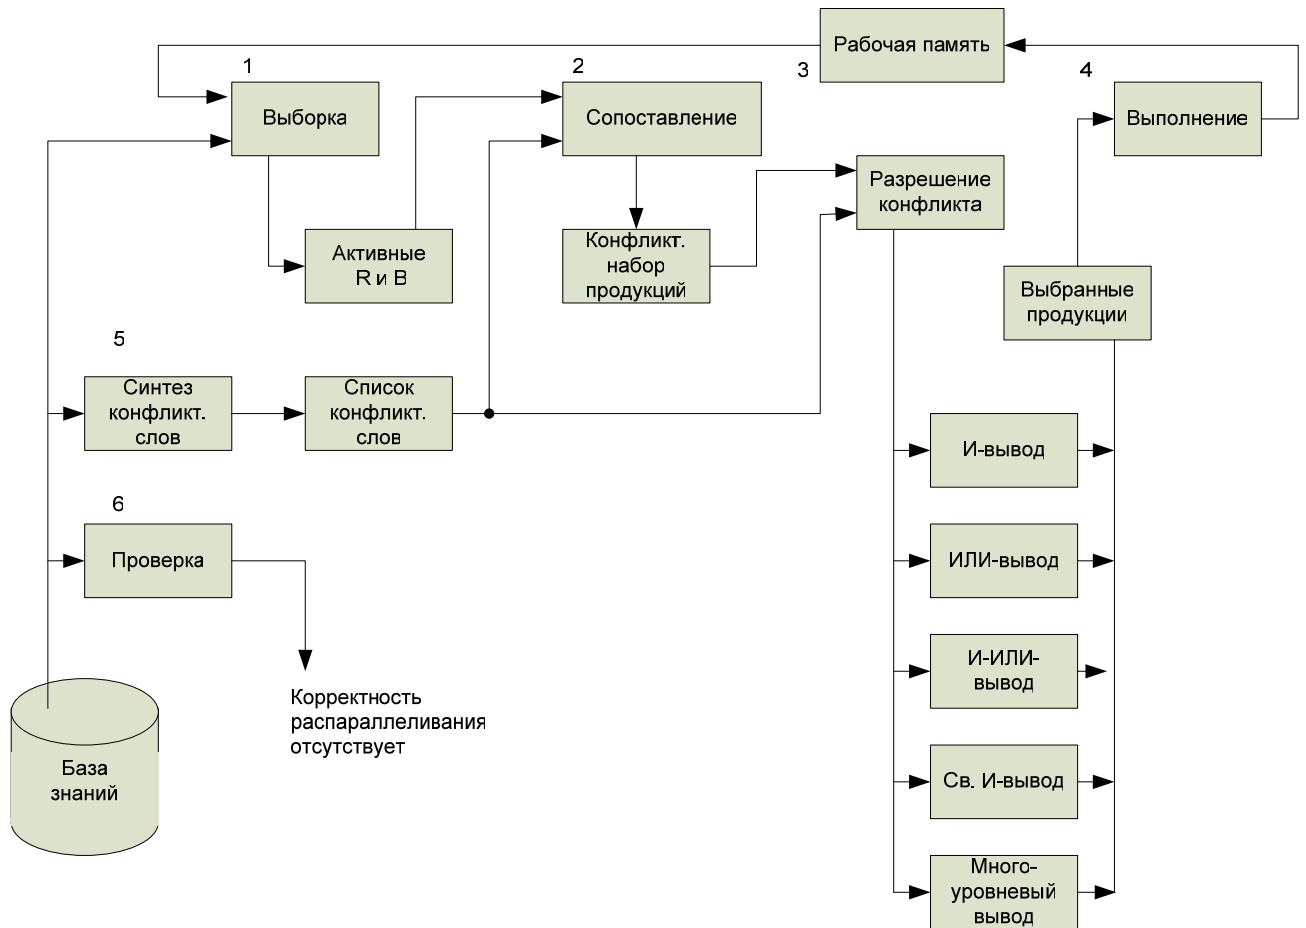 Рабочая память
1
2
3
4
Выборка
Сопоставление
Выполнение
Разрешение
конфликта
Активные
R и B
Конфликт.
набор
продукций
Выбранные
продукции
5
Синтез
конфликт.
слов
Список
конфликт.
слов
И-вывод
6
Проверка
ИЛИ-вывод
И-ИЛИ-
вывод
Корректность
распараллеливания
отсутствует
База
знаний
Св. И-вывод
Много-
уровневый
вывод